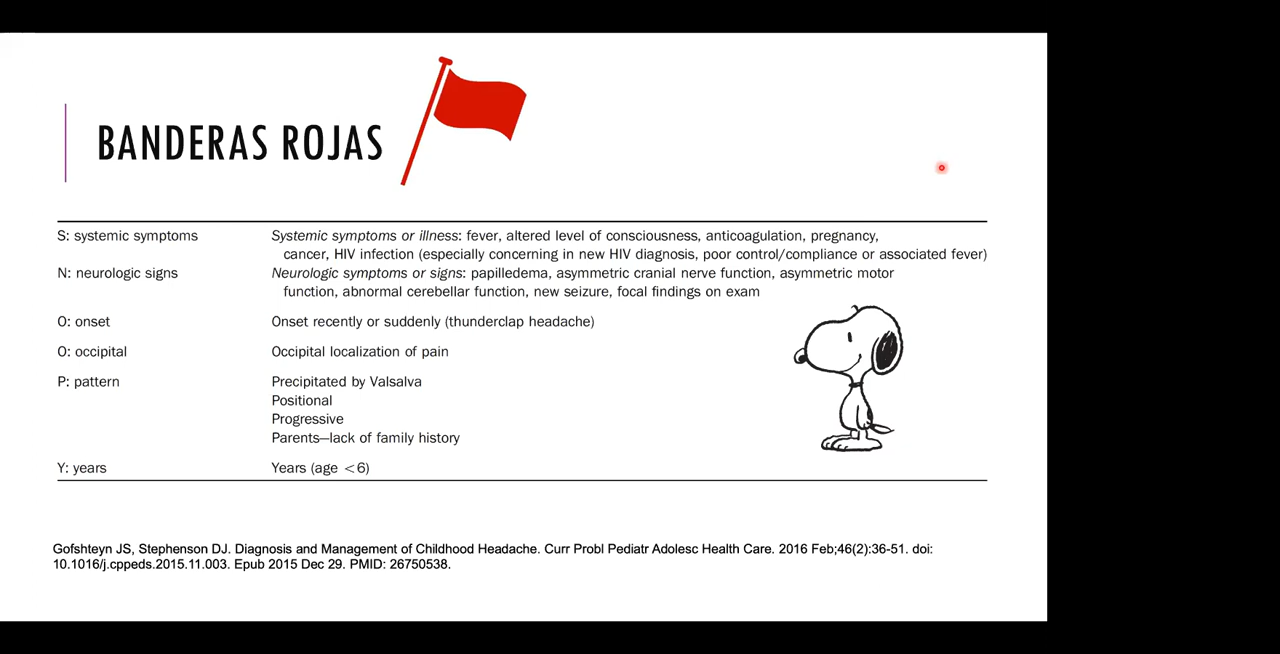 BANDERAS ROJAS
S: systemic symptoms Systemic symptoms or illness: fever, altered level of consciousness, anticoagulation, pregnancy,
cancer, HIV infection (especially concerning in new HIV diagnosis, poor control/compliance or associated fever)
N: neurologic signs Neurologic symptoms or signs: papilledema, asymmetric cranial nerve function, asymmetric motor
function, abnormal cerebellar function, new seizure, focal findings on exam
O: onset Onset recently or suddenly (thunderclap headache)
O: occipital Occipital localization of pain
P: pattern Precipitated by Valsalva
Positional
Progressive
Parents—lack of family history
Y: years Years (age <6)
Gofshteyn JS, Stephenson DJ. Diagnosis and Management of Childhood Headache. Curr Probl Pediatr Adolesc Health Care. 2016 Feb;46(2):36-51. doi:
10.1016/j.cppeds.2015.11.003. Epub 2015 Dec 29. PMID: 26750538.